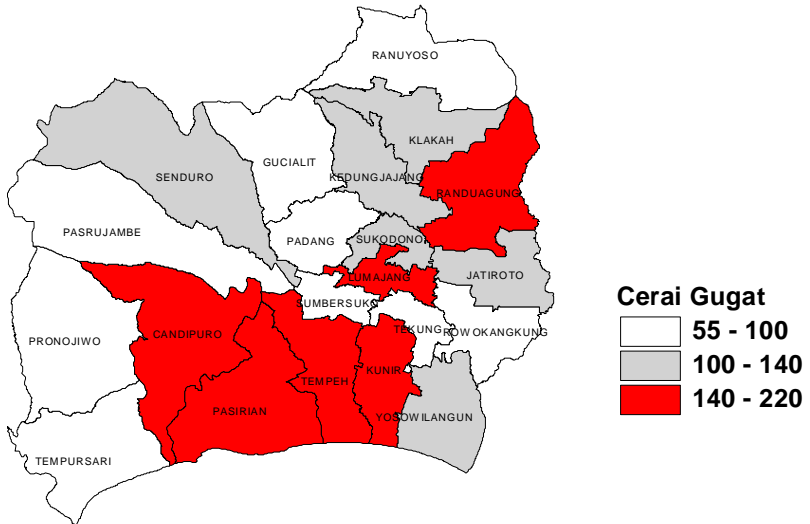 RANUYOSO
KLAKAH
GUCIALIT
KEDUNGJAJANG
SENDURO
RANDUAGUNG
PASRUJAMBE
PADANG
SUKODONO
LUMAJANG
JATIROTO
SUMBERSUKO
TEKUNG
ROWOKANGKUNG
CANDIPURO
PRONOJIWO
KUNIR
TEMPEH
PASIRIAN
YOSOWILANGUN
TEMPURSARI
Cerai Gugat
55 - 100
100 - 140
140 - 220